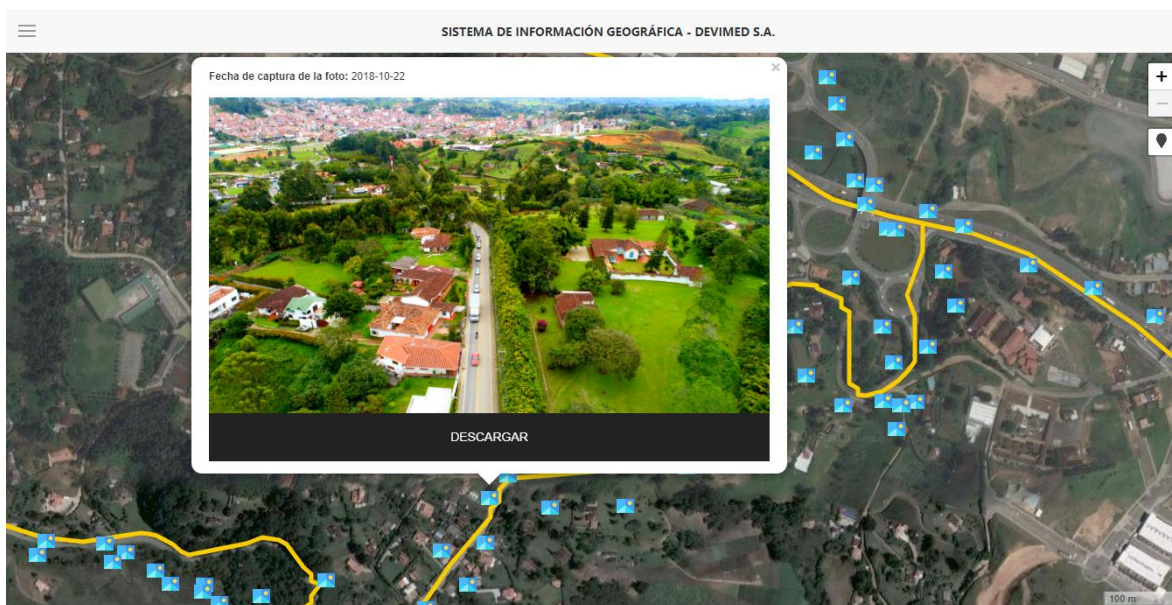 SISTEMA DE INFORMACIÓN GEOGRÁFICA - DEVIMED S.A.
Fecha de captura de la foto: 2018-10-22
×
+
−
DESCARGAR
100 m